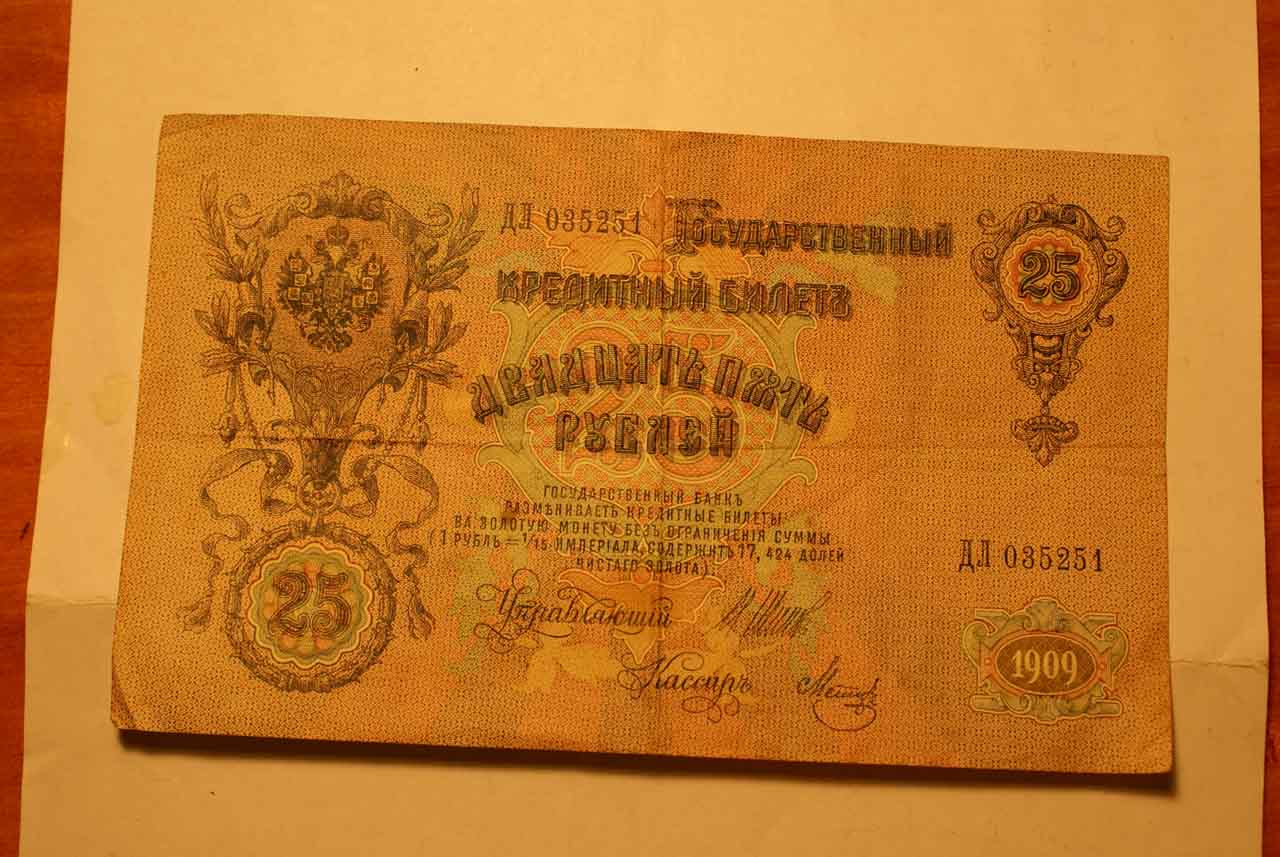 ДЛ 035251 Государственный
кредитный билетъ
двадцать пять
рублей
25
25
25
ГОСУДАРСТВЕННЫЙ БАНКЪ
РАЗМѢНИВАЕТЪ КРЕДИТНЫЕ БИЛЕТЫ
НА ЗОЛОТУЮ МОНЕТУ БЕЗЪ ОГРАНИЧЕНІЯ СУММЫ
(1 РУБЛЬ = 1/15 ИМПЕРІАЛА, СОДЕРЖИТЪ 17,424 ДОЛЕЙ
ЧИСТАГО ЗОЛОТА).
ДЛ 035251
Управляющій
Кассиръ
1909